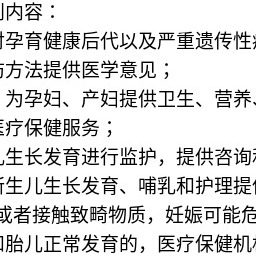 列内容：
对孕育健康后代以及严重遗传性疾
防方法提供医学意见；
为孕妇、产妇提供卫生、营养、
医疗保健服务；
儿生长发育进行监护，提供咨询和
新生儿生长发育、哺乳和护理提供
或者接触致畸物质，妊娠可能危
和胎儿正常发育的，医疗保健机构